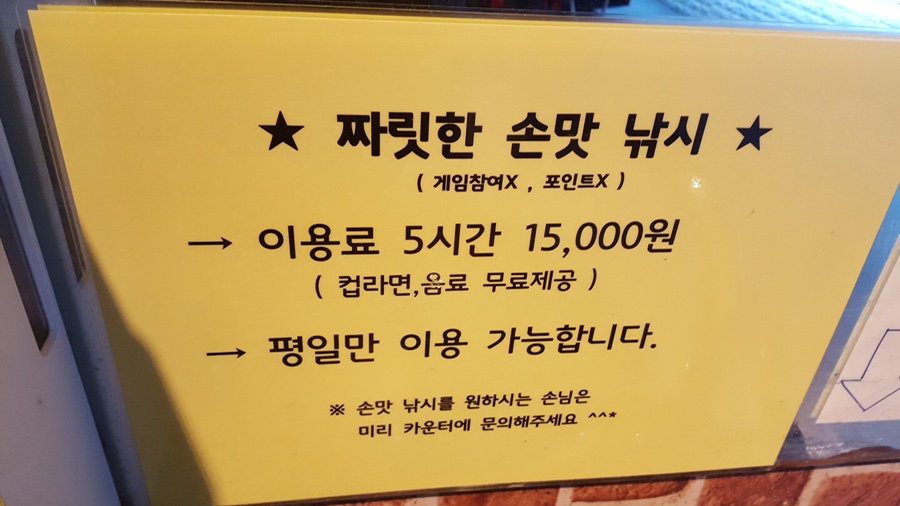 ★ 짜릿한 손맛 낚시 ★
( 게임참여X , 포인트X )
→ 이용료 5시간 15,000원
( 컵라면,음료 무료제공 )
→ 평일만 이용 가능합니다.
※ 손맛 낚시를 원하시는 손님은
미리 카운터에 문의해주세요 ^^*